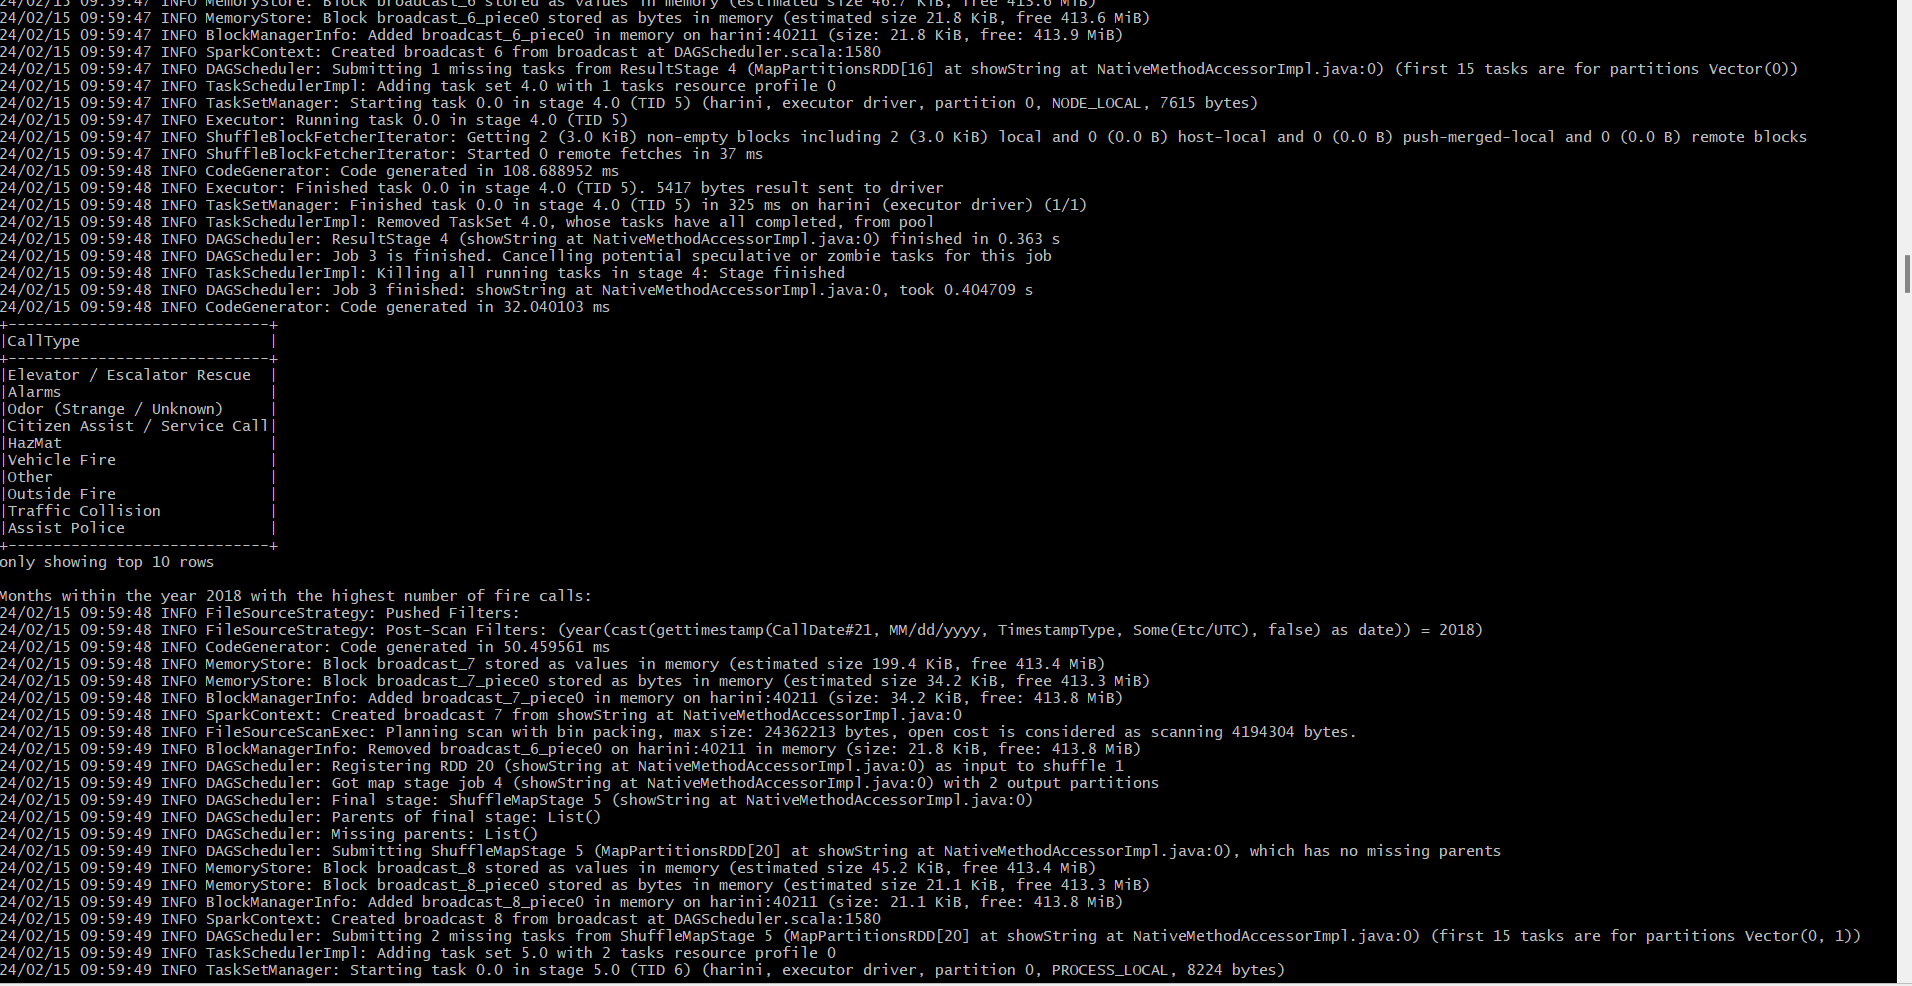 24/02/15 09:59:47 INFO MemoryStore: Block broadcast_6 stored as values in memory (estimated size 46.7 KiB, free 413.6 MiB)
24/02/15 09:59:47 INFO MemoryStore: Block broadcast_6_piece0 stored as bytes in memory (estimated size 21.8 KiB, free 413.6 MiB)
24/02/15 09:59:47 INFO BlockManagerInfo: Added broadcast_6_piece0 in memory on harini:40211 (size: 21.8 KiB, free: 413.9 MiB)
24/02/15 09:59:47 INFO SparkContext: Created broadcast 6 from broadcast at DAGScheduler.scala:1580
24/02/15 09:59:47 INFO DAGScheduler: Submitting 1 missing tasks from ResultStage 4 (MapPartitionsRDD[16] at showString at NativeMethodAccessorImpl.java:0) (first 15 tasks are for partitions Vector(0))
24/02/15 09:59:47 INFO TaskSchedulerImpl: Adding task set 4.0 with 1 tasks resource profile 0
24/02/15 09:59:47 INFO TaskSetManager: Starting task 0.0 in stage 4.0 (TID 5) (harini, executor driver, partition 0, NODE_LOCAL, 7615 bytes)
24/02/15 09:59:47 INFO Executor: Running task 0.0 in stage 4.0 (TID 5)
24/02/15 09:59:47 INFO ShuffleBlockFetcherIterator: Getting 2 (3.0 KiB) non-empty blocks including 2 (3.0 KiB) local and 0 (0.0 B) host-local and 0 (0.0 B) push-merged-local and 0 (0.0 B) remote blocks
24/02/15 09:59:47 INFO ShuffleBlockFetcherIterator: Started 0 remote fetches in 37 ms
24/02/15 09:59:48 INFO CodeGenerator: Code generated in 108.688952 ms
24/02/15 09:59:48 INFO Executor: Finished task 0.0 in stage 4.0 (TID 5). 5417 bytes result sent to driver
24/02/15 09:59:48 INFO TaskSetManager: Finished task 0.0 in stage 4.0 (TID 5) in 325 ms on harini (executor driver) (1/1)
24/02/15 09:59:48 INFO TaskSchedulerImpl: Removed TaskSet 4.0, whose tasks have all completed, from pool
24/02/15 09:59:48 INFO DAGScheduler: ResultStage 4 (showString at NativeMethodAccessorImpl.java:0) finished in 0.363 s
24/02/15 09:59:48 INFO DAGScheduler: Job 3 is finished. Cancelling potential speculative or zombie tasks for this job
24/02/15 09:59:48 INFO TaskSchedulerImpl: Killing all running tasks in stage 4: Stage finished
24/02/15 09:59:48 INFO DAGScheduler: Job 3 finished: showString at NativeMethodAccessorImpl.java:0, took 0.404709 s
24/02/15 09:59:48 INFO CodeGenerator: Code generated in 32.040103 ms
+-----------------------------+
|CallType                     |
+-----------------------------+
|Elevator / Escalator Rescue  |
|Alarms                       |
|Odor (Strange / Unknown)     |
|Citizen Assist / Service Call|
|HazMat                       |
|Vehicle Fire                 |
|Other                        |
|Outside Fire                 |
|Traffic Collision            |
|Assist Police                |
+-----------------------------+
only showing top 10 rows
Months within the year 2018 with the highest number of fire calls:
24/02/15 09:59:48 INFO FileSourceStrategy: Pushed Filters:
24/02/15 09:59:48 INFO FileSourceStrategy: Post-Scan Filters: (year(cast(gettimestamp(CallDate#21, MM/dd/yyyy, TimestampType, Some(Etc/UTC), false) as date)) = 2018)
24/02/15 09:59:48 INFO CodeGenerator: Code generated in 50.459561 ms
24/02/15 09:59:48 INFO MemoryStore: Block broadcast_7 stored as values in memory (estimated size 199.4 KiB, free 413.4 MiB)
24/02/15 09:59:48 INFO MemoryStore: Block broadcast_7_piece0 stored as bytes in memory (estimated size 34.2 KiB, free 413.3 MiB)
24/02/15 09:59:48 INFO BlockManagerInfo: Added broadcast_7_piece0 in memory on harini:40211 (size: 34.2 KiB, free: 413.8 MiB)
24/02/15 09:59:48 INFO SparkContext: Created broadcast 7 from showString at NativeMethodAccessorImpl.java:0
24/02/15 09:59:48 INFO FileSourceScanExec: Planning scan with bin packing, max size: 24362213 bytes, open cost is considered as scanning 4194304 bytes.
24/02/15 09:59:49 INFO BlockManagerInfo: Removed broadcast_6_piece0 on harini:40211 in memory (size: 21.8 KiB, free: 413.8 MiB)
24/02/15 09:59:49 INFO DAGScheduler: Registering RDD 20 (showString at NativeMethodAccessorImpl.java:0) as input to shuffle 1
24/02/15 09:59:49 INFO DAGScheduler: Got map stage job 4 (showString at NativeMethodAccessorImpl.java:0) with 2 output partitions
24/02/15 09:59:49 INFO DAGScheduler: Final stage: ShuffleMapStage 5 (showString at NativeMethodAccessorImpl.java:0)
24/02/15 09:59:49 INFO DAGScheduler: Parents of final stage: List()
24/02/15 09:59:49 INFO DAGScheduler: Missing parents: List()
24/02/15 09:59:49 INFO DAGScheduler: Submitting ShuffleMapStage 5 (MapPartitionsRDD[20] at showString at NativeMethodAccessorImpl.java:0), which has no missing parents
24/02/15 09:59:49 INFO MemoryStore: Block broadcast_8 stored as values in memory (estimated size 45.2 KiB, free 413.4 MiB)
24/02/15 09:59:49 INFO MemoryStore: Block broadcast_8_piece0 stored as bytes in memory (estimated size 21.1 KiB, free 413.3 MiB)
24/02/15 09:59:49 INFO BlockManagerInfo: Added broadcast_8_piece0 in memory on harini:40211 (size: 21.1 KiB, free: 413.8 MiB)
24/02/15 09:59:49 INFO SparkContext: Created broadcast 8 from broadcast at DAGScheduler.scala:1580
24/02/15 09:59:49 INFO DAGScheduler: Submitting 2 missing tasks from ShuffleMapStage 5 (MapPartitionsRDD[20] at showString at NativeMethodAccessorImpl.java:0) (first 15 tasks are for partitions Vector(0, 1))
24/02/15 09:59:49 INFO TaskSchedulerImpl: Adding task set 5.0 with 2 tasks resource profile 0
24/02/15 09:59:49 INFO TaskSetManager: Starting task 0.0 in stage 5.0 (TID 6) (harini, executor driver, partition 0, PROCESS_LOCAL, 8224 bytes)